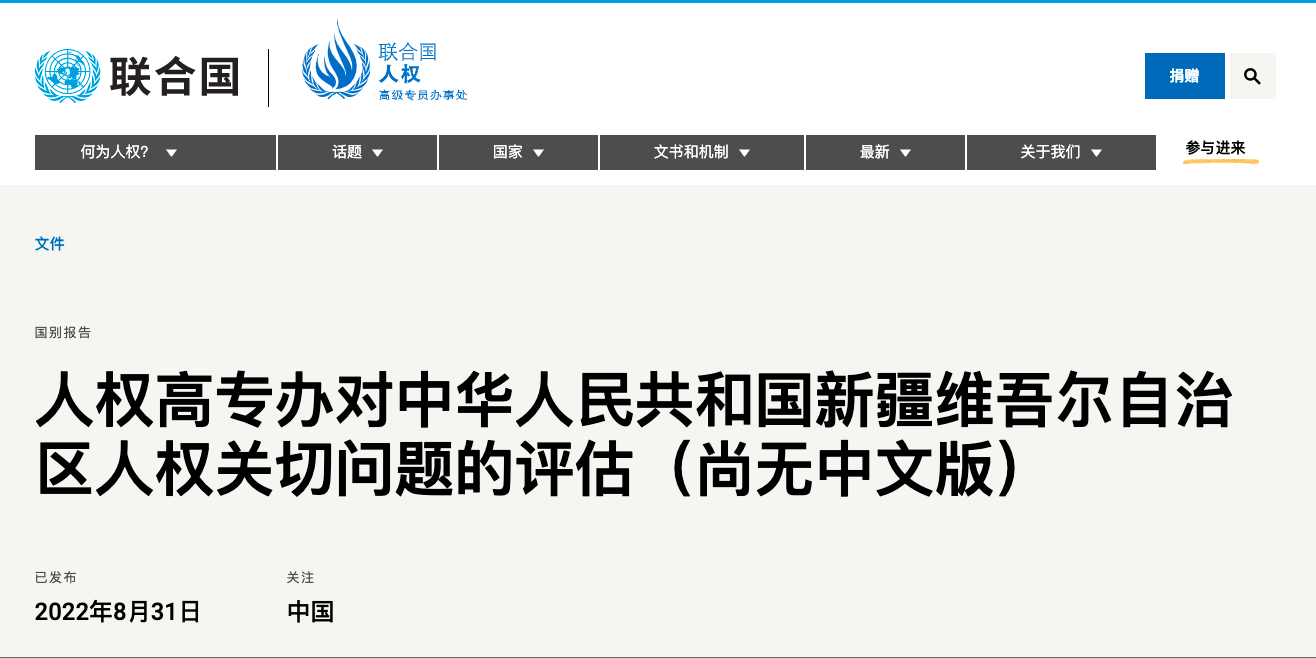 联合国
联合国
人权
高级专员办事处
捐赠
何为人权?
话题
国家
文书和机制
最新
关于我们
参与进来
文件
国别报告
人权高专办对中华人民共和国新疆维吾尔自治
区人权关切问题的评估（尚无中文版）
已发布
关注
2022年8月31日
中国